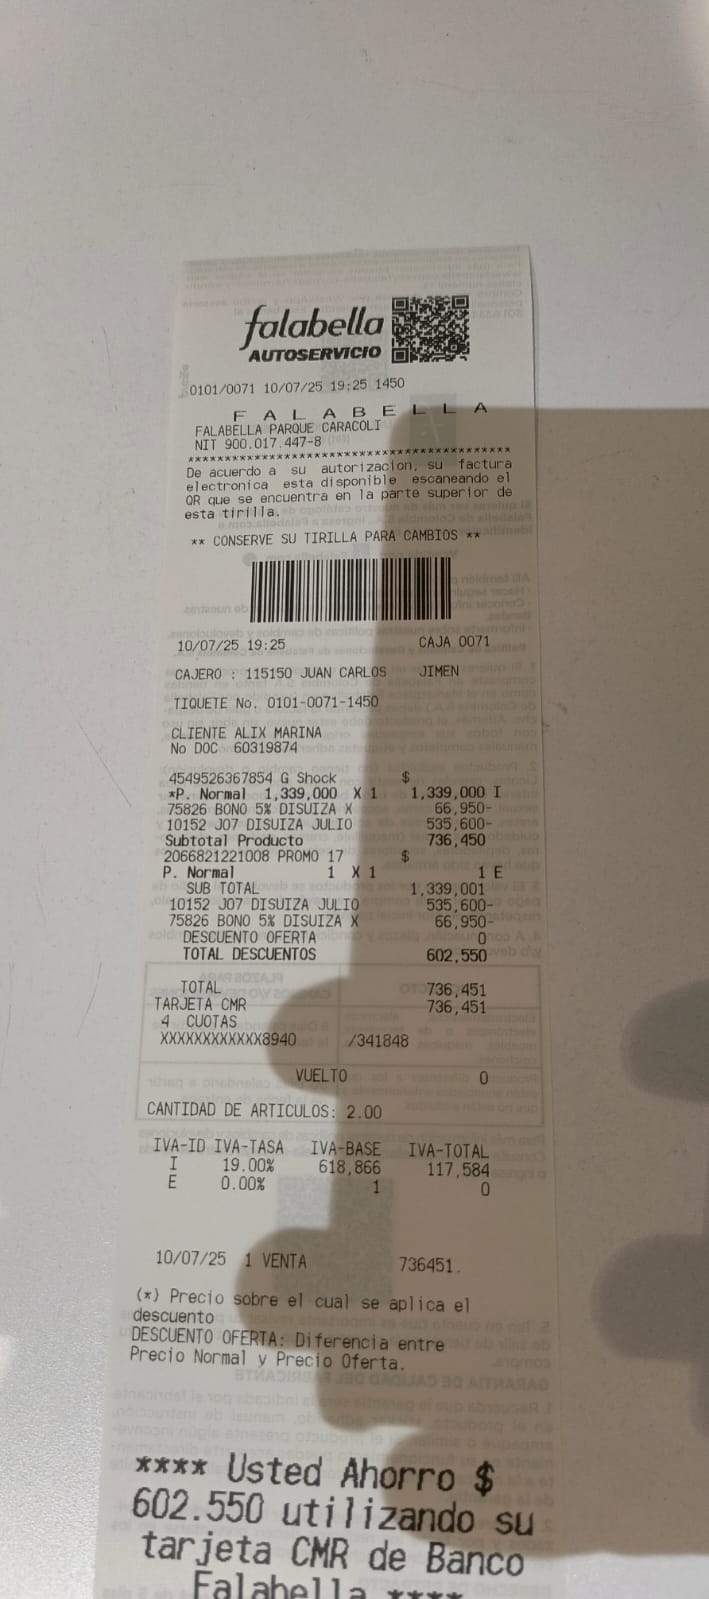 falabella
AUTOSERVICIO
0101/0071 10/07/25 19:25 1450
F A L A B E L L A
FALABELLA PARQUE CARACOLI
NIT 900.017.447-8
******************************************
De acuerdo a su autorizacion, su factura
electronica esta disponible escaneando el
QR que se encuentra en la parte superior de
esta tirilla.
** CONSERVE SU TIRILLA PARA CAMBIOS **
10/07/25 19:25 CAJA 0071
CAJERO : 115150 JUAN CARLOS JIMEN
TIQUETE No. 0101-0071-1450
CLIENTE ALIX MARINA
No DOC 60319874
4549526367854 G Shock $
*P. Normal 1,339,000 X 1 1,339,000 I
75826 BONO 5% DISUIZA X 66,950-
10152 J07 DISUIZA JULIO 535,600-
Subtotal Producto 736,450
2066821221008 PROMO 17 $
P. Normal 1 X 1 1 E
SUB TOTAL 1,339,001
10152 J07 DISUIZA JULIO 535,600-
75826 BONO 5% DISUIZA X 66,950-
DESCUENTO OFERTA 0
TOTAL DESCUENTOS 602,550
TOTAL 736,451
TARJETA CMR 736,451
4 CUOTAS
XXXXXXXXXXXX8940 /341848
VUELTO 0
CANTIDAD DE ARTICULOS: 2.00
IVA-ID IVA-TASA IVA-BASE IVA-TOTAL
I 19.00% 618,866 117,584
E 0.00% 1 0
10/07/25 1 VENTA 736451.
(*) Precio sobre el cual se aplica el
descuento
DESCUENTO OFERTA: Diferencia entre
Precio Normal y Precio Oferta.
**** Usted Ahorro $
602.550 utilizando su
tarjeta CMR de Banco
Falabella ****